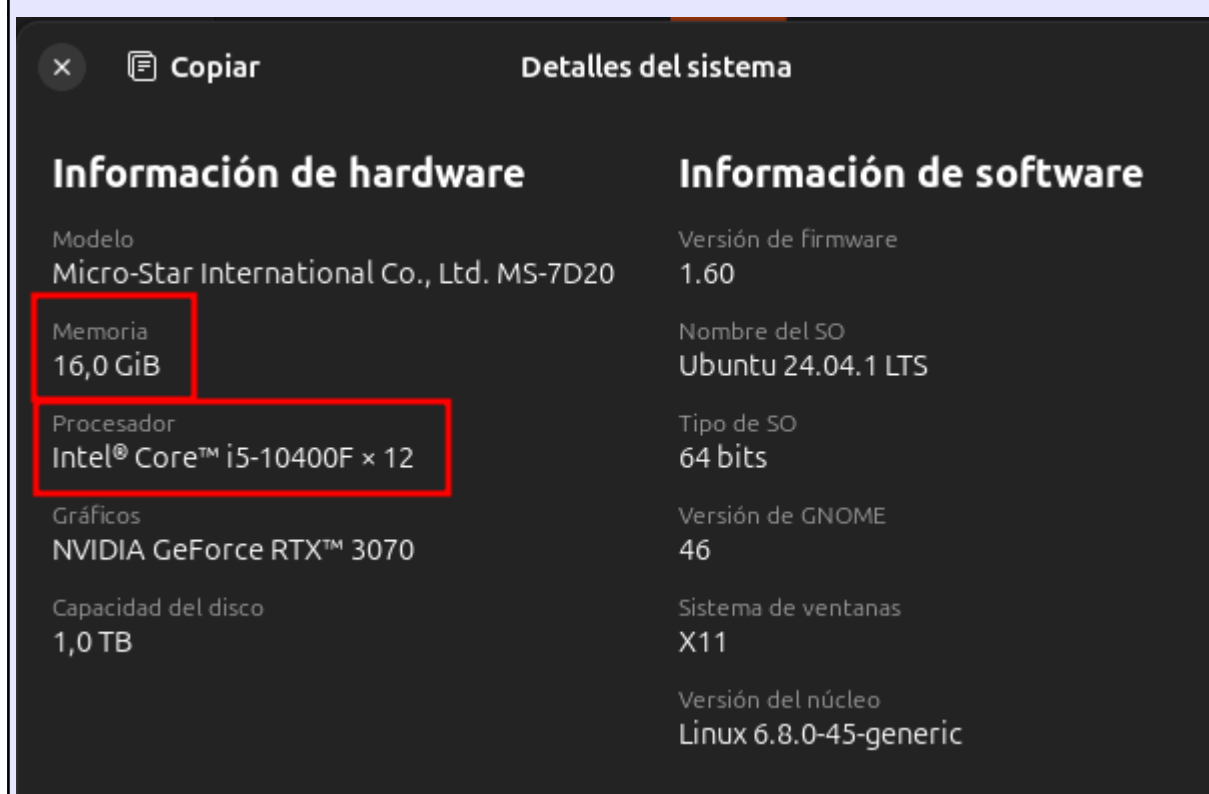 Copiar
Detalles del sistema
Información de hardware
Modelo
Micro-Star International Co., Ltd. MS-7D20
Memoria
16,0 GiB
Procesador
Intel® Core™ i5-10400F × 12
Gráficos
NVIDIA GeForce RTX™ 3070
Capacidad del disco
1,0 TB
Información de software
Versión de firmware
1.60
Nombre del SO
Ubuntu 24.04.1 LTS
Tipo de SO
64 bits
Versión de GNOME
46
Sistema de ventanas
X11
Versión del núcleo
Linux 6.8.0-45-generic